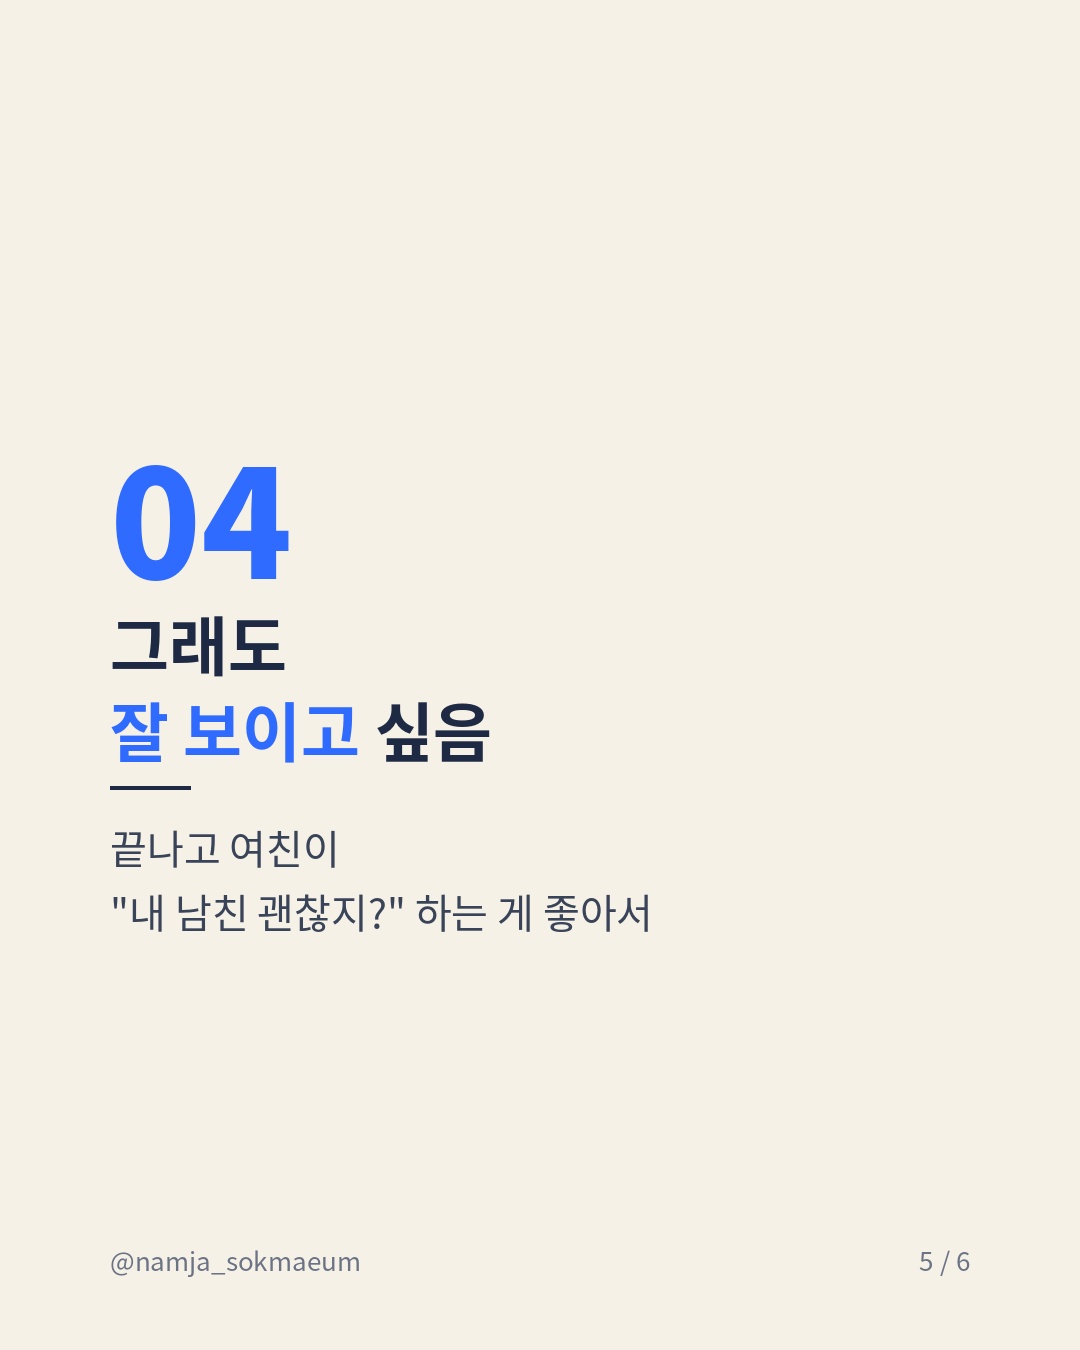 04
그래도
잘 보이고 싶음
끝나고 여친이
"내 남친 괜찮지?" 하는 게 좋아서
@namja_sokmaeum
5 / 6